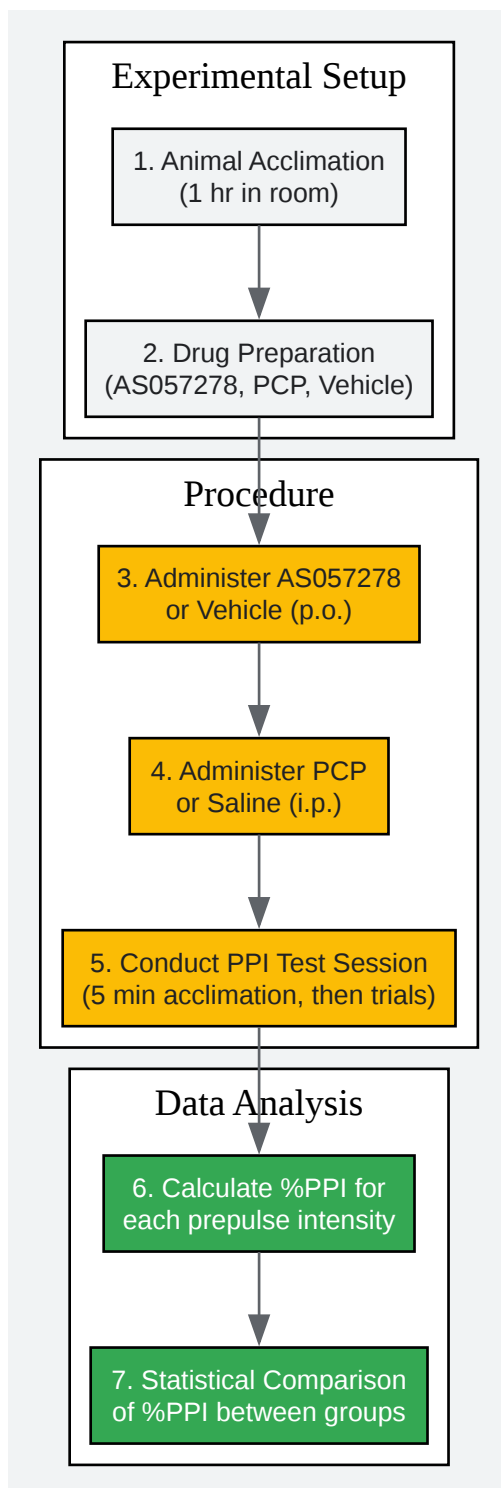 Experimental Setup
1. Animal Acclimation
(1 hr in room)
2. Drug Preparation
(AS057278, PCP, Vehicle)
Procedure
3. Administer AS057278
or Vehicle (p.o.)
4. Administer PCP
or Saline (i.p.)
5. Conduct PPI Test Session
(5 min acclimation, then trials)
Data Analysis
6. Calculate %PPI for
each prepulse intensity
7. Statistical Comparison
of %PPI between groups